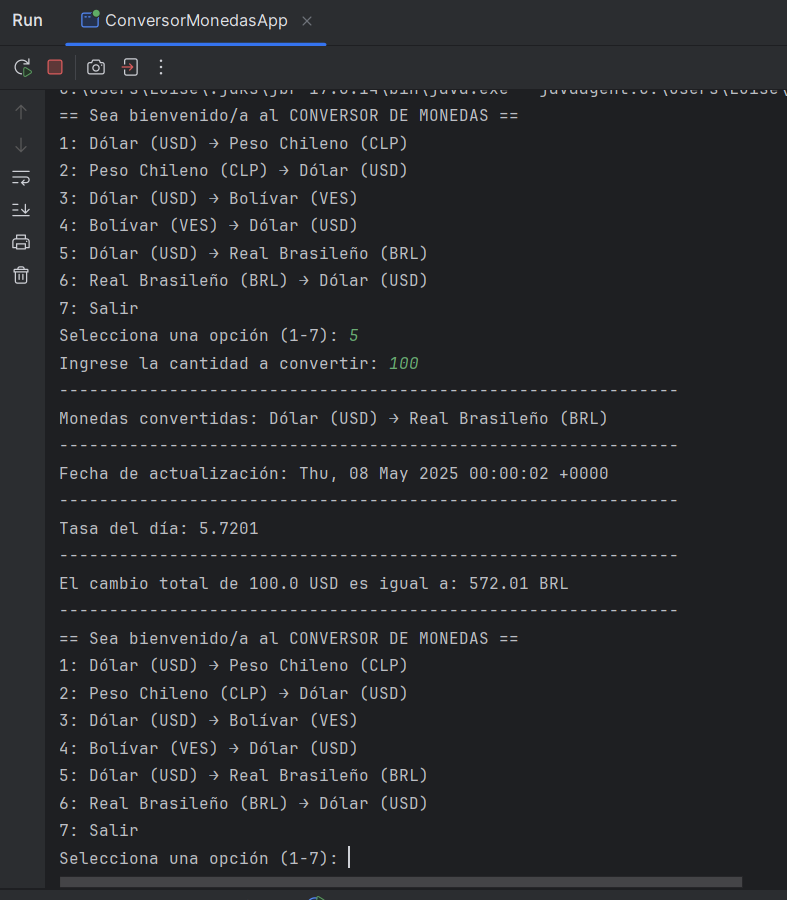 Run
ConversorMonedasApp
== Sea bienvenido/a al CONVERSOR DE MONEDAS ==
1: Dólar (USD) → Peso Chileno (CLP)
2: Peso Chileno (CLP) → Dólar (USD)
3: Dólar (USD) → Bolívar (VES)
4: Bolívar (VES) → Dólar (USD)
5: Dólar (USD) → Real Brasileño (BRL)
6: Real Brasileño (BRL) → Dólar (USD)
7: Salir
Selecciona una opción (1-7): 5
Ingrese la cantidad a convertir: 100
--------------------------------------------------------------
Monedas convertidas: Dólar (USD) → Real Brasileño (BRL)
--------------------------------------------------------------
Fecha de actualización: Thu, 08 May 2025 00:00:02 +0000
--------------------------------------------------------------
Tasa del día: 5.7201
--------------------------------------------------------------
El cambio total de 100.0 USD es igual a: 572.01 BRL
--------------------------------------------------------------
== Sea bienvenido/a al CONVERSOR DE MONEDAS ==
1: Dólar (USD) → Peso Chileno (CLP)
2: Peso Chileno (CLP) → Dólar (USD)
3: Dólar (USD) → Bolívar (VES)
4: Bolívar (VES) → Dólar (USD)
5: Dólar (USD) → Real Brasileño (BRL)
6: Real Brasileño (BRL) → Dólar (USD)
7: Salir
Selecciona una opción (1-7):